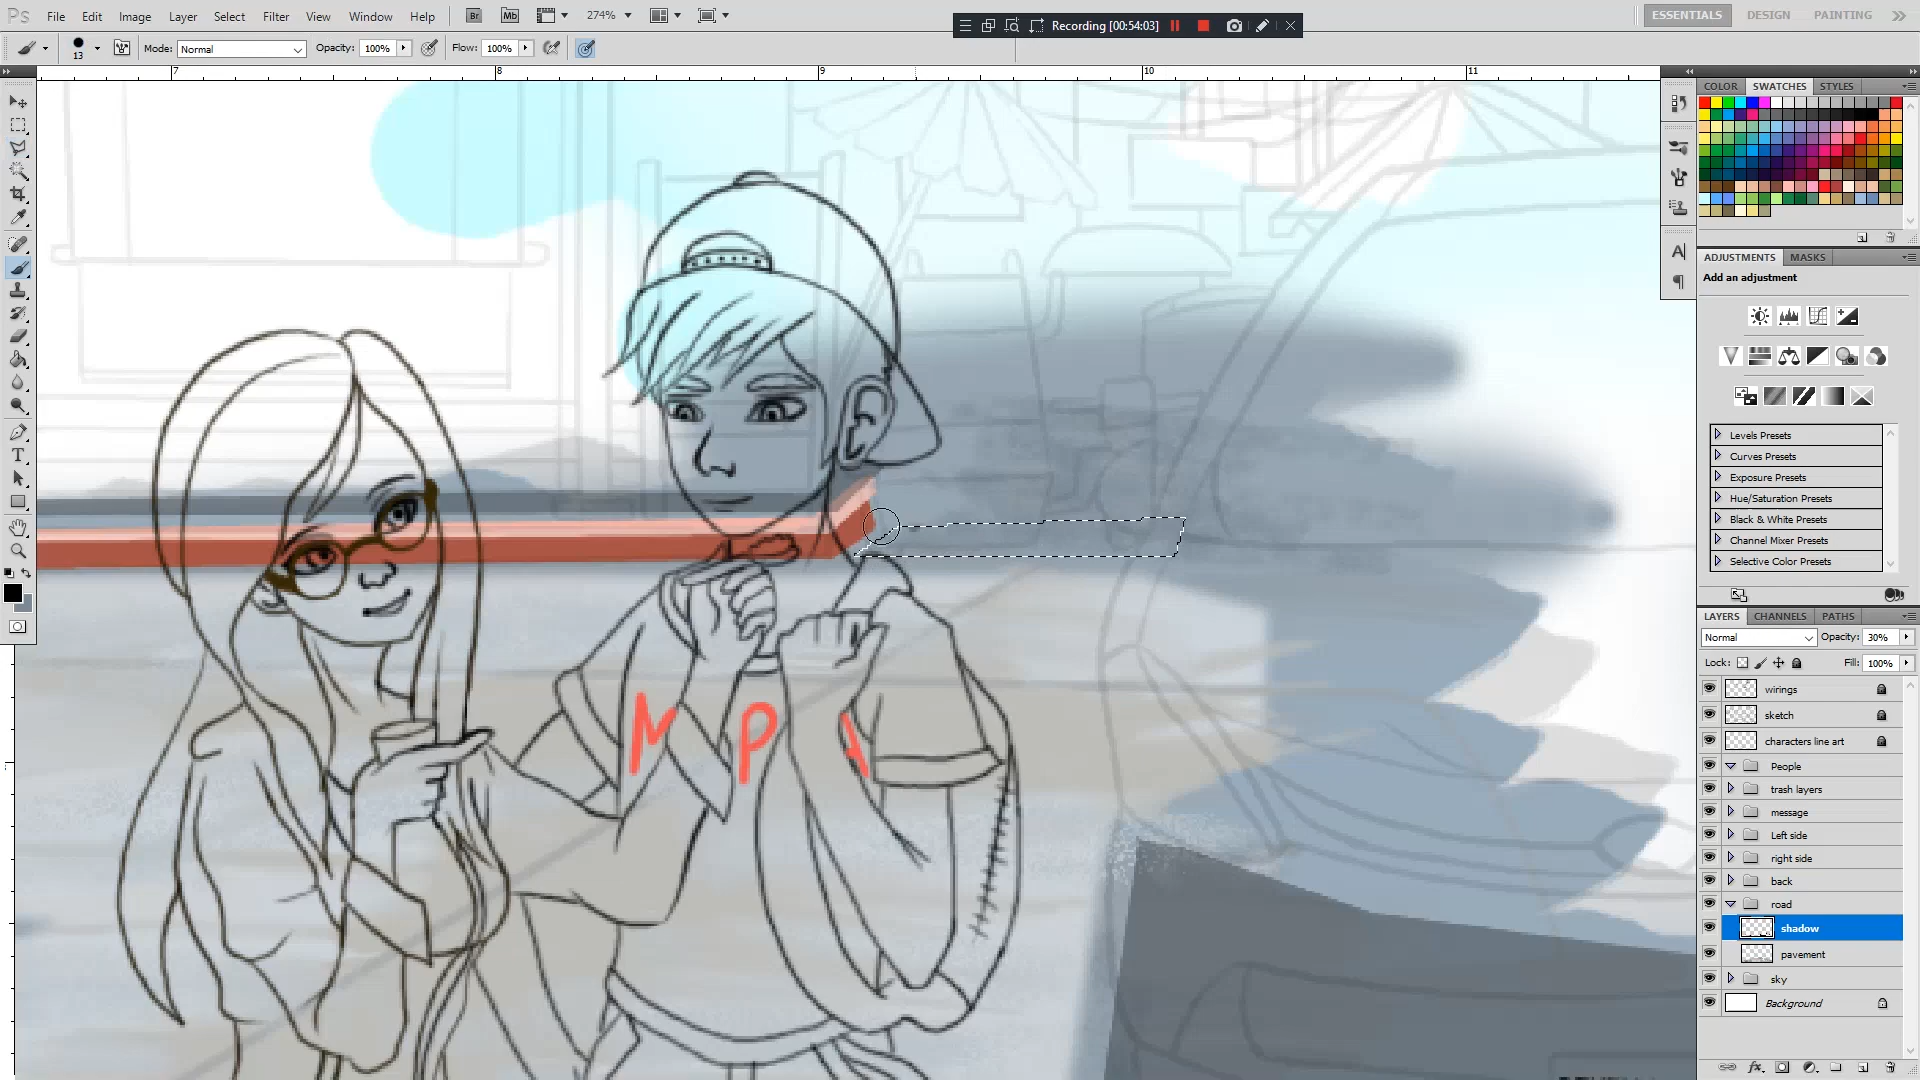 Ps File Edit Image Layer Select Filter View Window Help Br Mb 274%
Recording [00:54:03]
ESSENTIALS DESIGN PAINTING
13 Mode: Normal Opacity: 100% Flow: 100%
7 8 9 10 11
COLOR SWATCHES STYLES
ADJUSTMENTS MASKS
Add an adjustment
Levels Presets
Curves Presets
Exposure Presets
Hue/Saturation Presets
Black & White Presets
Channel Mixer Presets
Selective Color Presets
LAYERS CHANNELS PATHS
Normal Opacity: 30%
Lock: Fill: 100%
wirings
sketch
characters line art
People
trash layers
message
Left side
right side
back
road
shadow
pavement
sky
Background
M P